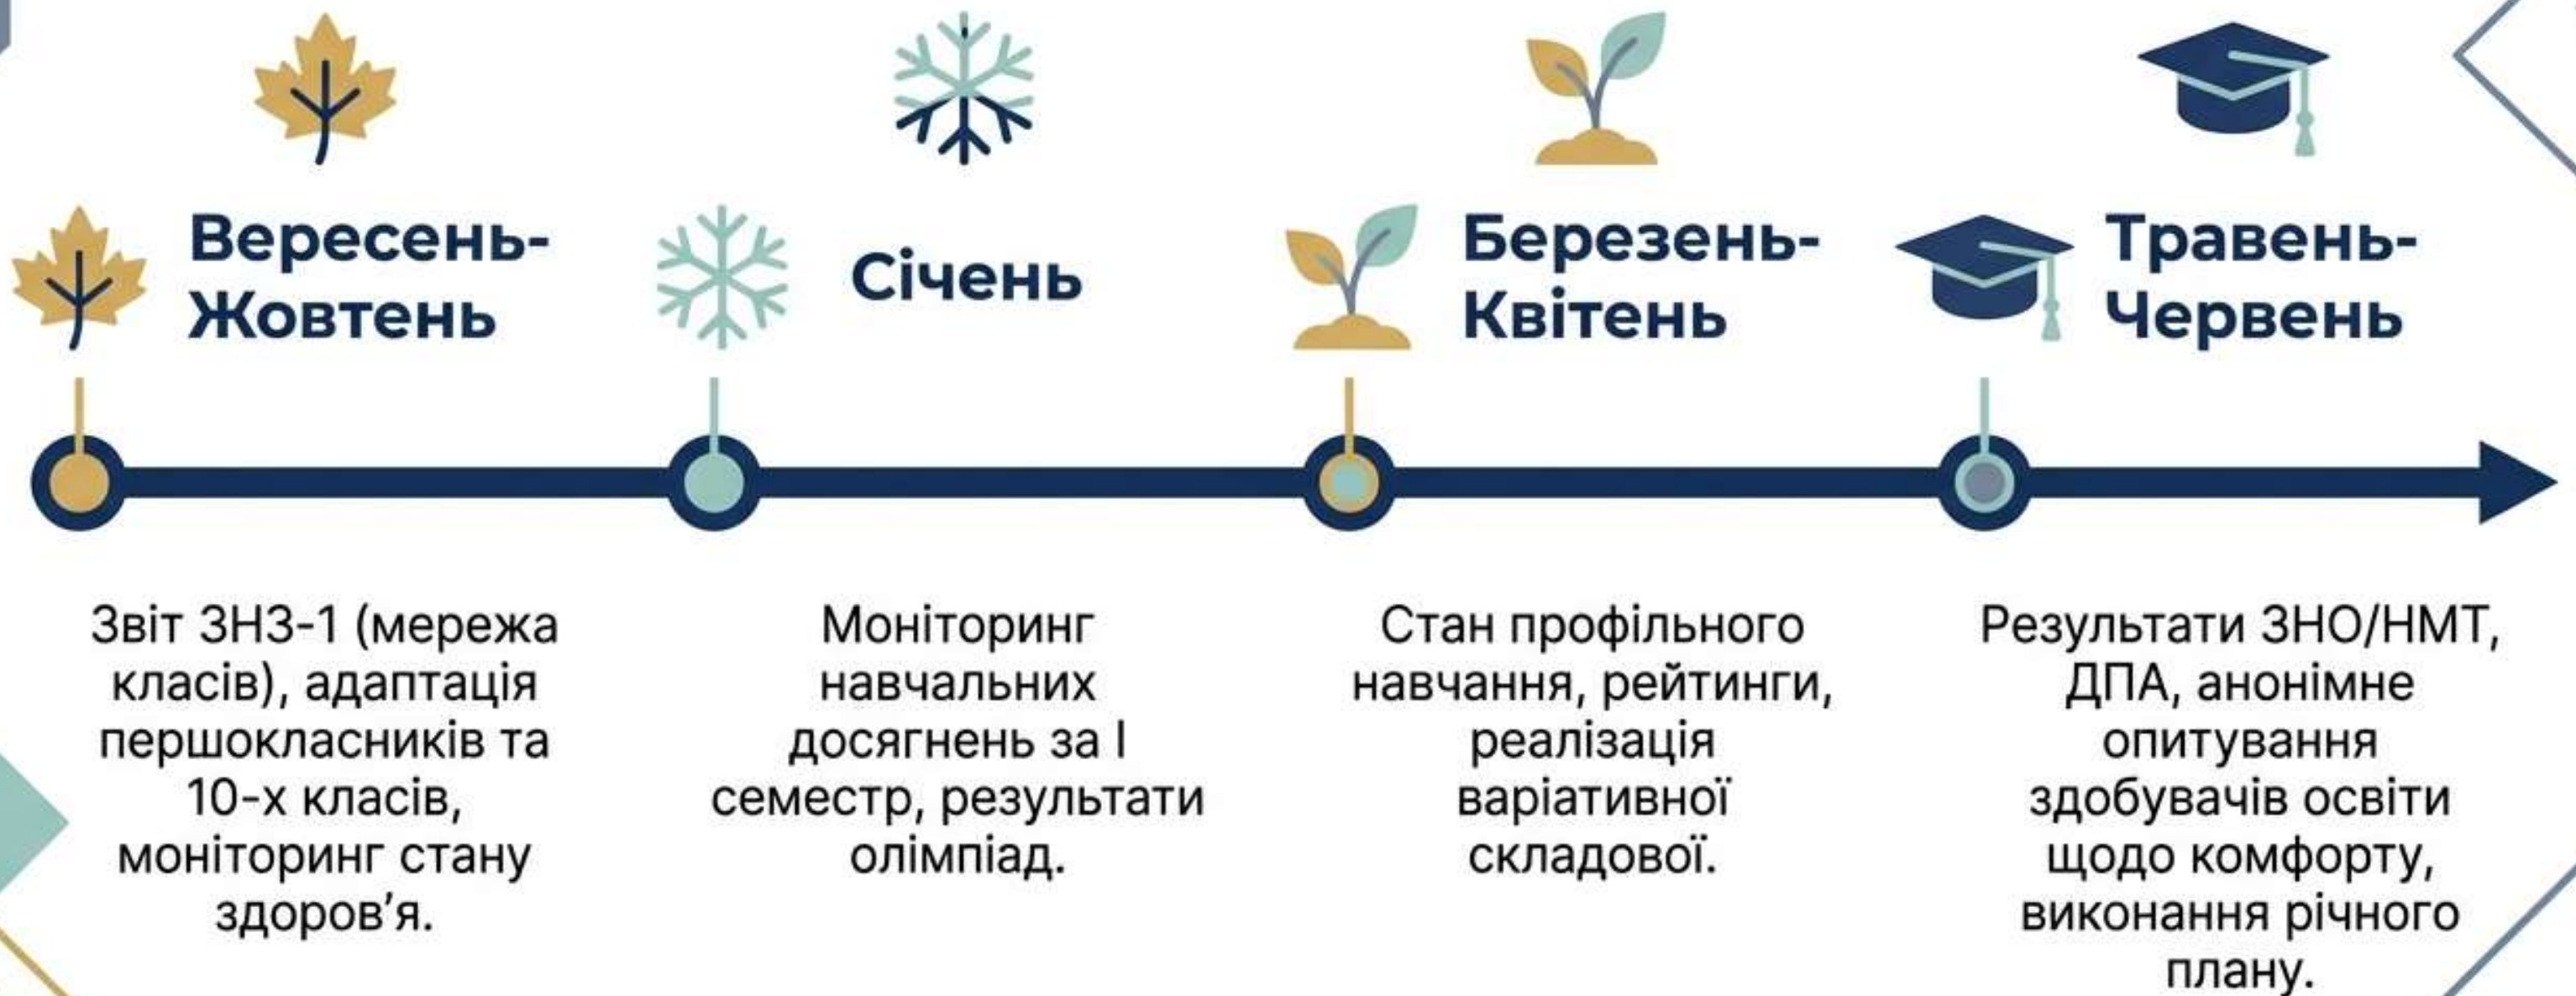 Вересень-
Жовтень
Січень
Березень-
Квітень
Травень-
Червень
Звіт ЗНЗ-1 (мережа
класів), адаптація
першокласників та
10-х класів,
моніторинг стану
здоров’я.
Моніторинг
навчальних
досягнень за І
семестр, результати
олімпіад.
Стан профільного
навчання, рейтинги,
реалізація
варіативної
складової.
Результати ЗНО/НМТ,
ДПА, анонімне
опитування
здобувачів освіти
щодо комфорту,
виконання річного
плану.